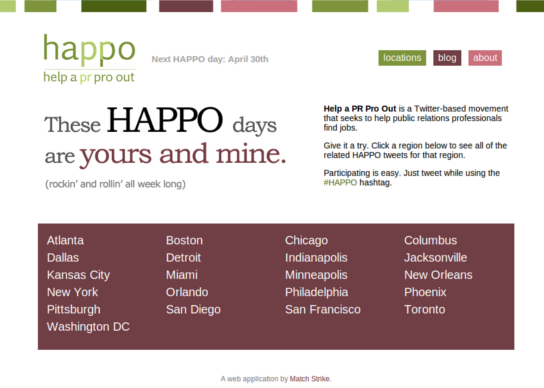 happo
help a pr pro out
Next HAPPO day: April 30th
locations
blog
about
These HAPPO days
are yours and mine.
(rockin' and rollin' all week long)
Help a PR Pro Out is a Twitter-based movement
that seeks to help public relations professionals
find jobs.
Give it a try. Click a region below to see all of the
related HAPPO tweets for that region.
Participating is easy. Just tweet while using the
#HAPPO hashtag.
Atlanta Boston Chicago Columbus
Dallas Detroit Indianapolis Jacksonville
Kansas City Miami Minneapolis New Orleans
New York Orlando Philadelphia Phoenix
Pittsburgh San Diego San Francisco Toronto
Washington DC
A web application by Match Strike.